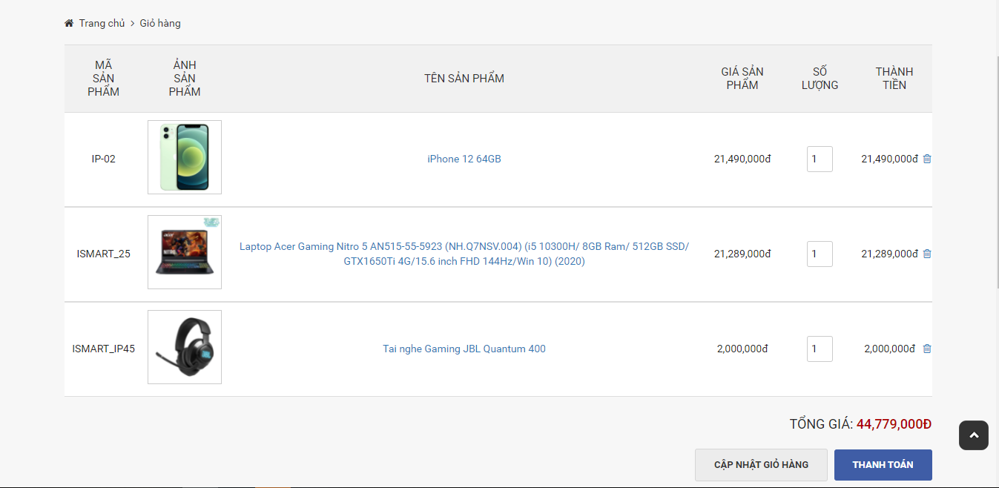 Trang chủ > Giỏ hàng
MÃ SẢN PHẨM
ẢNH SẢN PHẨM
TÊN SẢN PHẨM
GIÁ SẢN PHẨM
SỐ LƯỢNG
THÀNH TIỀN
IP-02
iPhone 12 64GB
21,490,000đ
1
21,490,000đ
ISMART_25
NITRO
Laptop Acer Gaming Nitro 5 AN515-55-5923 (NH.Q7NSV.004) (i5 10300H/ 8GB Ram/ 512GB SSD/
GTX1650Ti 4G/15.6 inch FHD 144Hz/Win 10) (2020)
21,289,000đ
1
21,289,000đ
ISMART_IP45
JBL
Tai nghe Gaming JBL Quantum 400
2,000,000đ
1
2,000,000đ
TỔNG GIÁ: 44,779,000Đ
CẬP NHẬT GIỎ HÀNG
THANH TOÁN